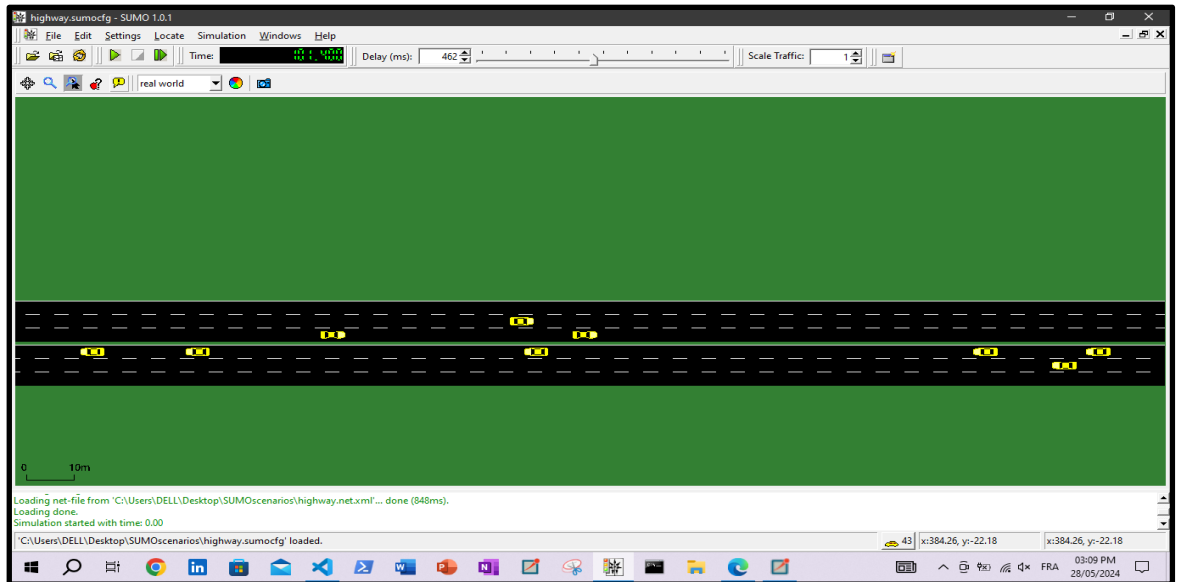 highway.sumocfg - SUMO 1.0.1
File Edit Settings Locate Simulation Windows Help
Time: 101.400 Delay (ms): 462 Scale Traffic: 1
real world
0 10m
Loading net-file from 'C:\Users\DELL\Desktop\SUMOscenarios\highway.net.xml'... done (848ms).
Loading done.
Simulation started with time: 0.00
'C:\Users\DELL\Desktop\SUMOscenarios\highway.sumocfg' loaded. 43 x:384.26, y:-22.18 x:384.26, y:-22.18
FRA 03:09 PM
28/05/2024